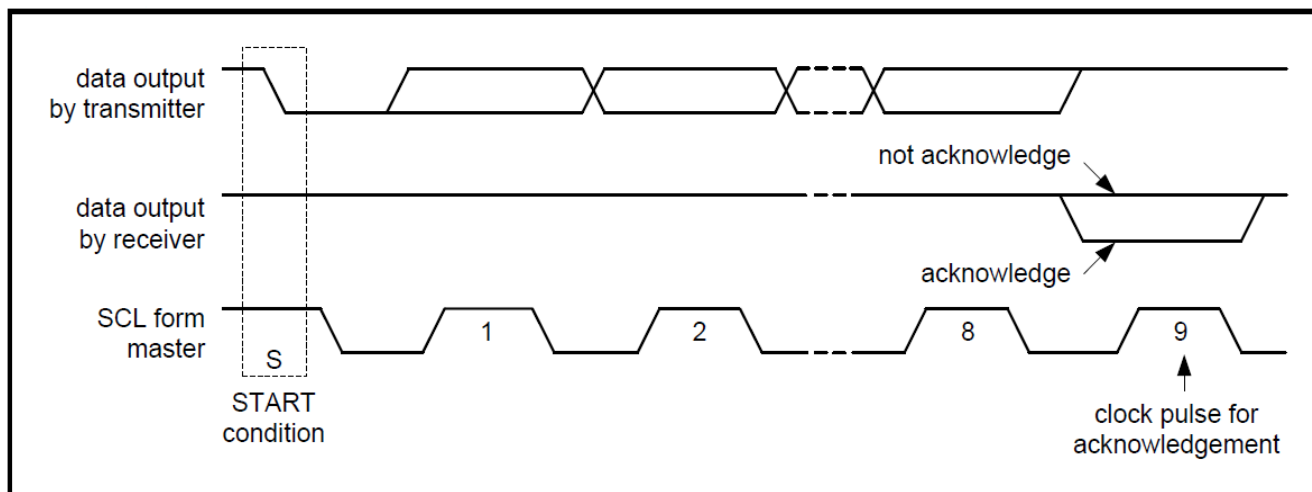 data output
by transmitter
not acknowledge
data output
by receiver
acknowledge
SCL form
master
1
2
8
9
S
START
condition
clock pulse for
acknowledgement